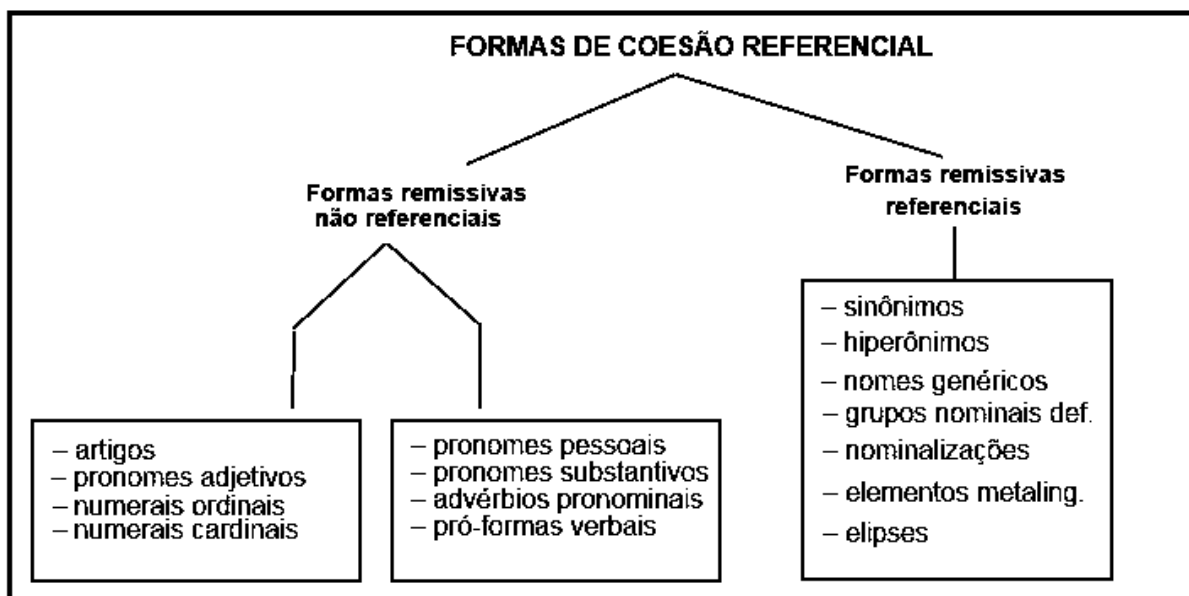 FORMAS DE COESÃO REFERENCIAL
Formas remissivas
não referenciais
Formas remissivas
referenciais
– artigos
– pronomes adjetivos
– numerais ordinais
– numerais cardinais
– pronomes pessoais
– pronomes substantivos
– advérbios pronominais
– pró-formas verbais
– sinônimos
– hiperônimos
– nomes genéricos
– grupos nominais def.
– nominalizações
– elementos metaling.
– elipses